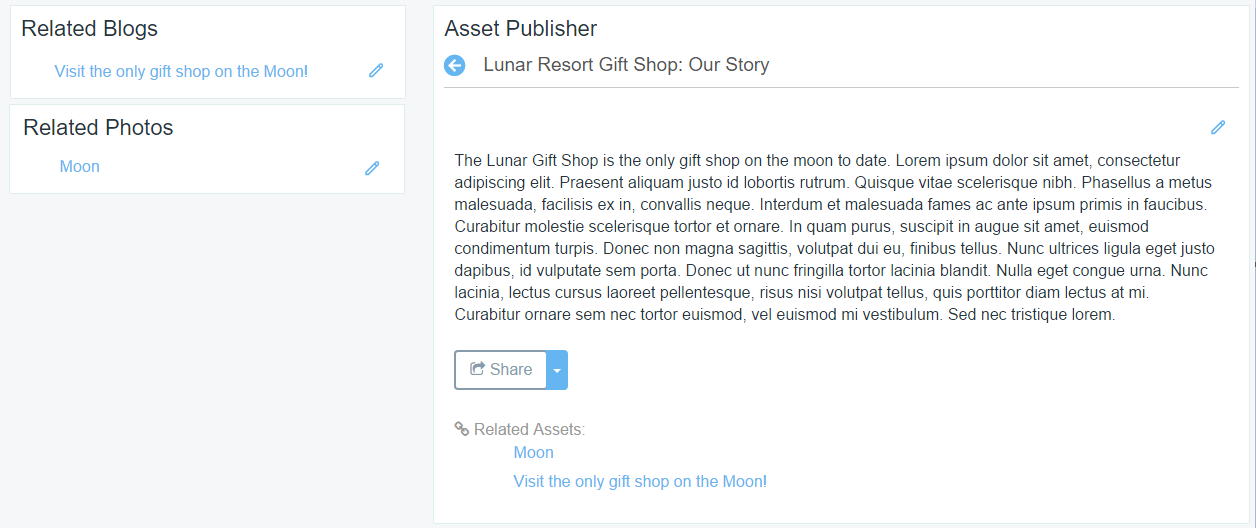 Related Blogs
Visit the only gift shop on the Moon!
Related Photos
Moon
Asset Publisher
Lunar Resort Gift Shop: Our Story
The Lunar Gift Shop is the only gift shop on the moon to date. Lorem ipsum dolor sit amet, consectetur
adipiscing elit. Praesent aliquam justo id lobortis rutrum. Quisque vitae scelerisque nibh. Phasellus a metus
malesuada, facilisis ex in, convallis neque. Interdum et malesuada fames ac ante ipsum primis in faucibus.
Curabitur molestie scelerisque tortor et ornare. In quam purus, suscipit in augue sit amet, euismod
condimentum turpis. Donec non magna sagittis, volutpat dui eu, finibus tellus. Nunc ultrices ligula eget justo
dapibus, id vulputate sem porta. Donec ut nunc fringilla tortor lacinia blandit. Nulla eget congue urna. Nunc
lacinia, lectus cursus laoreet pellentesque, risus nisi volutpat tellus, quis porttitor diam lectus at mi.
Curabitur ornare sem nec tortor euismod, vel euismod mi vestibulum. Sed nec tristique lorem.
Share
Related Assets:
Moon
Visit the only gift shop on the Moon!